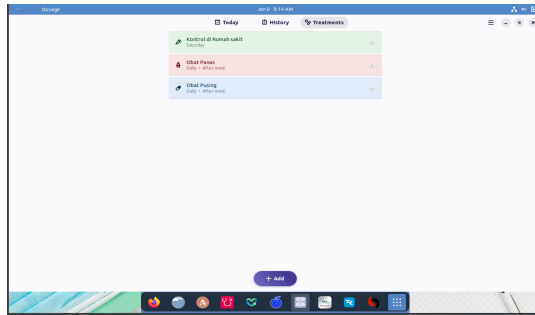 Dosage
Jan 8 8:14 AM
Today
History
Treatments
Kontrol di Rumah sakit
Saturday
Obat Panas
Daily • After meal
Obat Pusing
Daily • After meal
+ Add